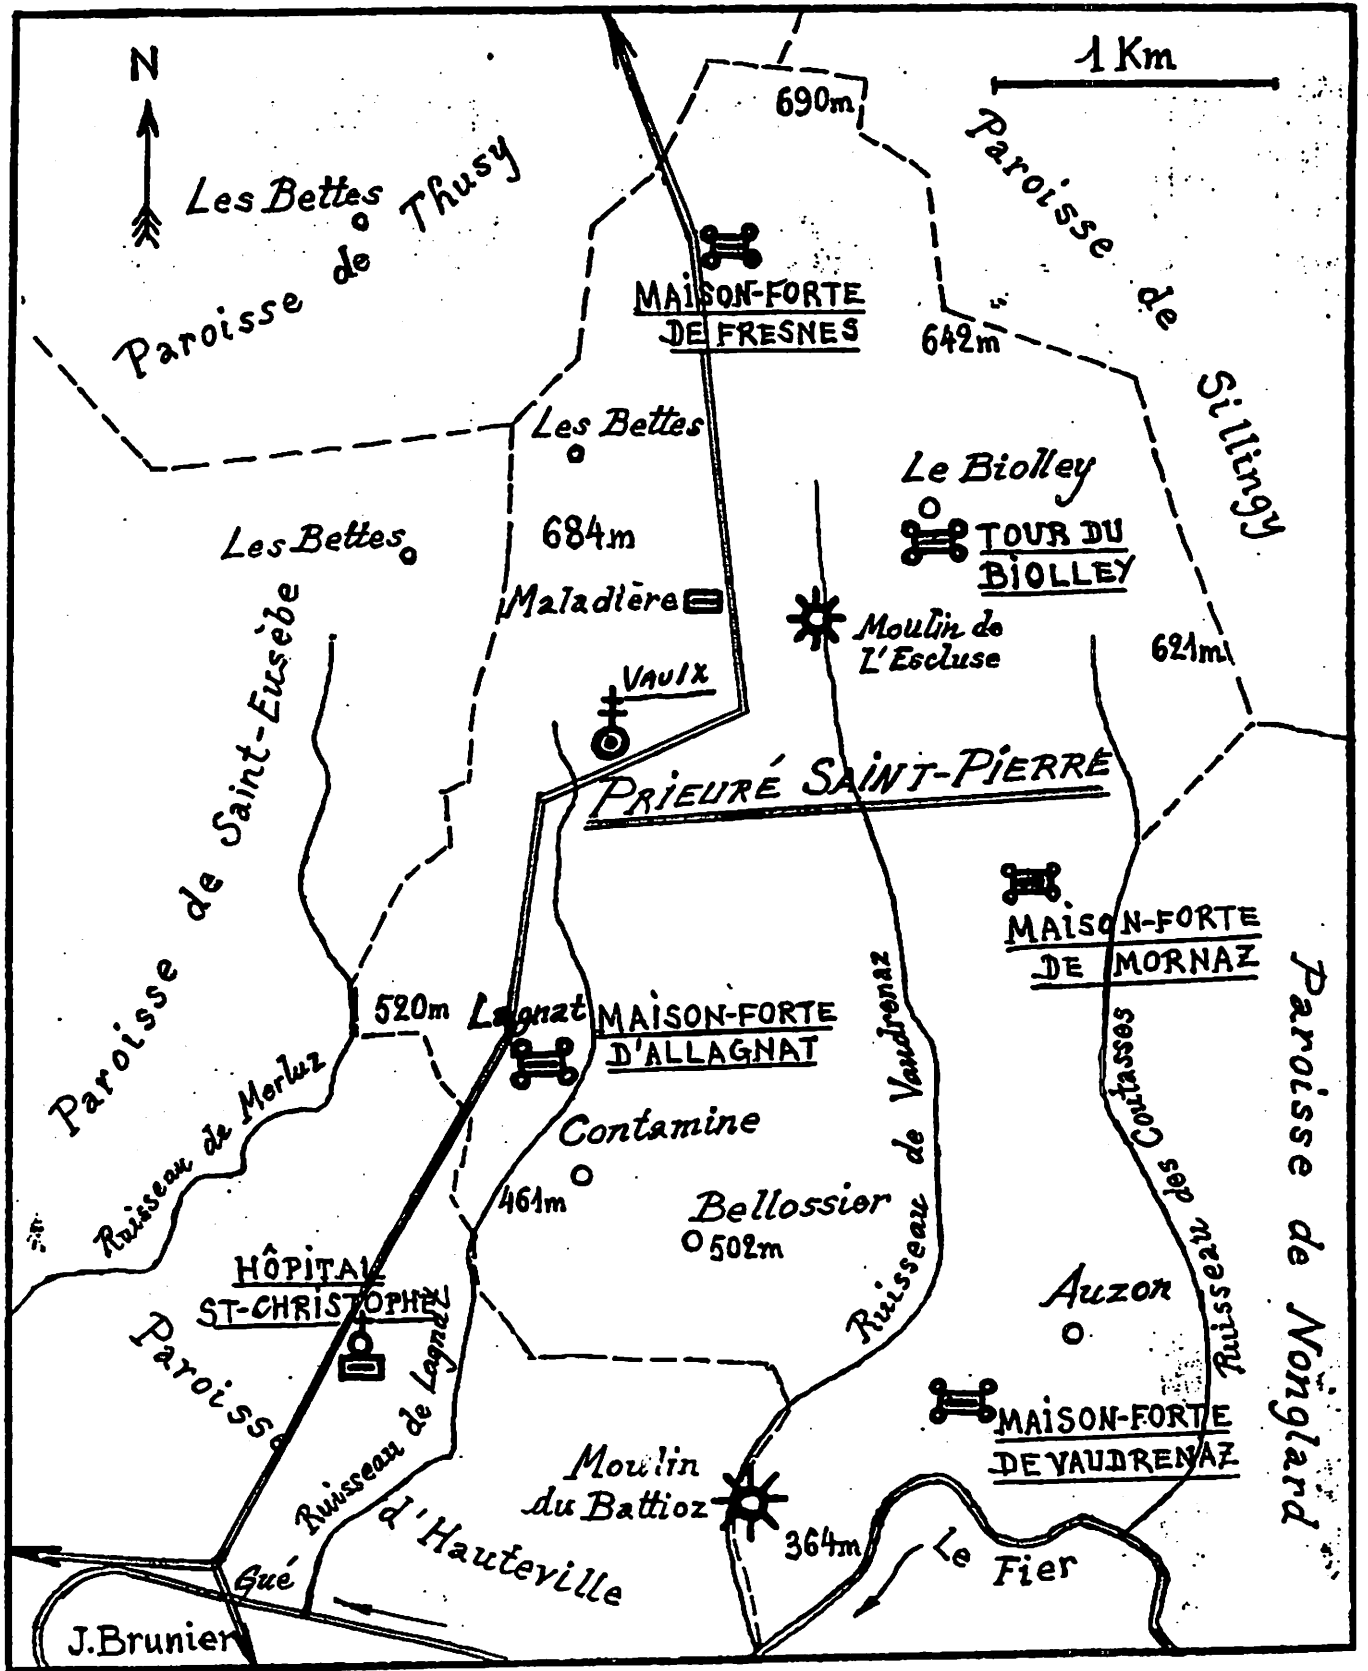 N
1 Km
690m
Les Bettes
Paroisse de Thusy
Paroisse de Sillingy
MAISON-FORTE
DE FRESNES
642m
Les Bettes
Le Biolley
Les Bettes
684m
TOUR DU
BIOLLEY
Maladière
Moulin de
L'Escluse
621m
VAULX
Paroisse de Saint-Eusèbe
PRIEURÉ SAINT-PIERRE
MAISON-FORTE
DE MORNAZ
520m
Lagnat
MAISON-FORTE
D'ALLAGNAT
Ruisseau de Vaudrenaz
Ruisseau des Coutasses
Paroisse de Nonglard
Ruisseau de Morluz
Contamine
461m
Bellossier
502m
HÔPITAL
ST-CHRISTOPHE
Auzon
Paroisse d'Hauteville
Ruisseau de Lagnat
MAISON-FORTE
DE VAUDRENAZ
Moulin
du Battioz
364m
Le Fier
Gué
J.Brunier